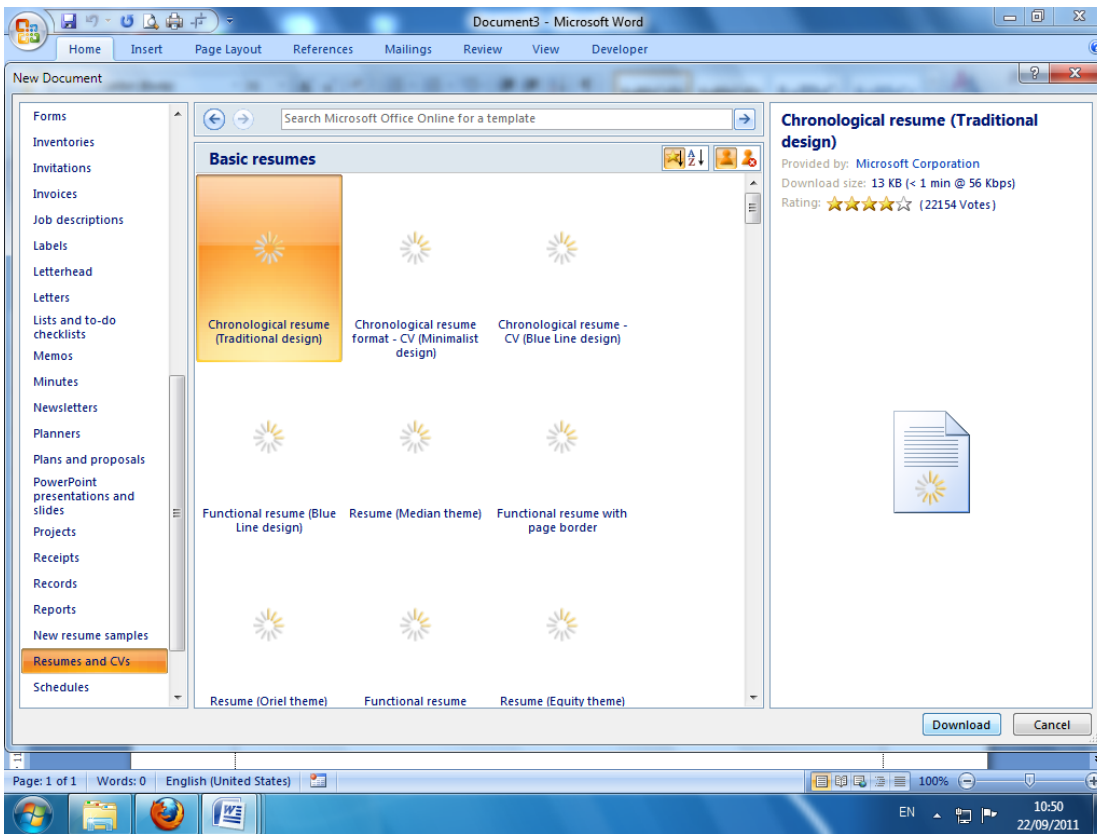 Document3 - Microsoft Word
Home Insert Page Layout References Mailings Review View Developer
New Document
Forms
Inventories
Invitations
Invoices
Job descriptions
Labels
Letterhead
Letters
Lists and to-do
checklists
Memos
Minutes
Newsletters
Planners
Plans and proposals
PowerPoint
presentations and
slides
Projects
Receipts
Records
Reports
New resume samples
Resumes and CVs
Schedules
Search Microsoft Office Online for a template
Basic resumes
Chronological resume
(Traditional design)
Chronological resume
format - CV (Minimalist
design)
Chronological resume -
CV (Blue Line design)
Functional resume (Blue
Line design)
Resume (Median theme)
Functional resume with
page border
Resume (Oriel theme)
Functional resume
Resume (Equity theme)
Chronological resume (Traditional
design)
Provided by: Microsoft Corporation
Download size: 13 KB (< 1 min @ 56 Kbps)
Rating: (22154 Votes)
Download Cancel
Page: 1 of 1 Words: 0 English (United States) 100%
EN 10:50
22/09/2011